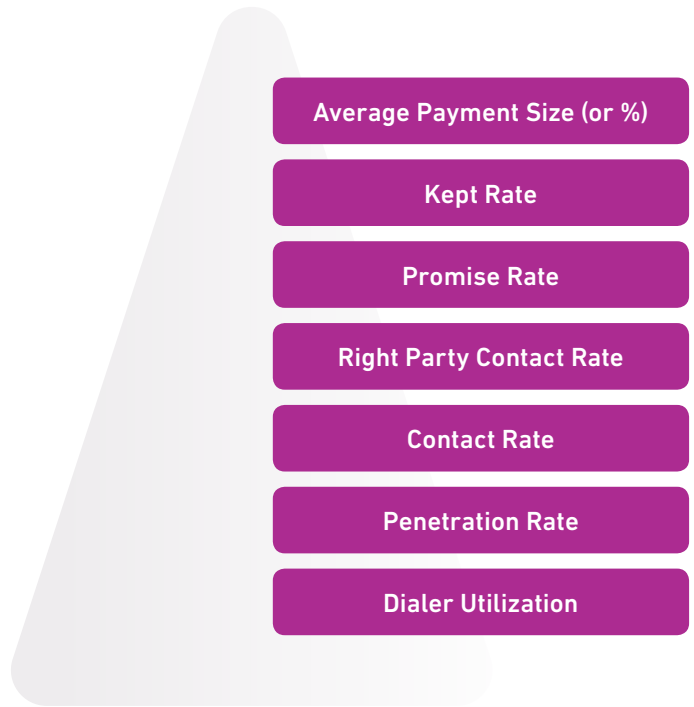 Average Payment Size (or %)
Kept Rate
Promise Rate
Right Party Contact Rate
Contact Rate
Penetration Rate
Dialer Utilization